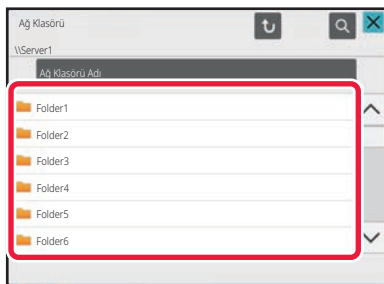 Ağ Klasörü
\\Server1
Ağ Klasörü Adı
Folder1
Folder2
Folder3
Folder4
Folder5
Folder6